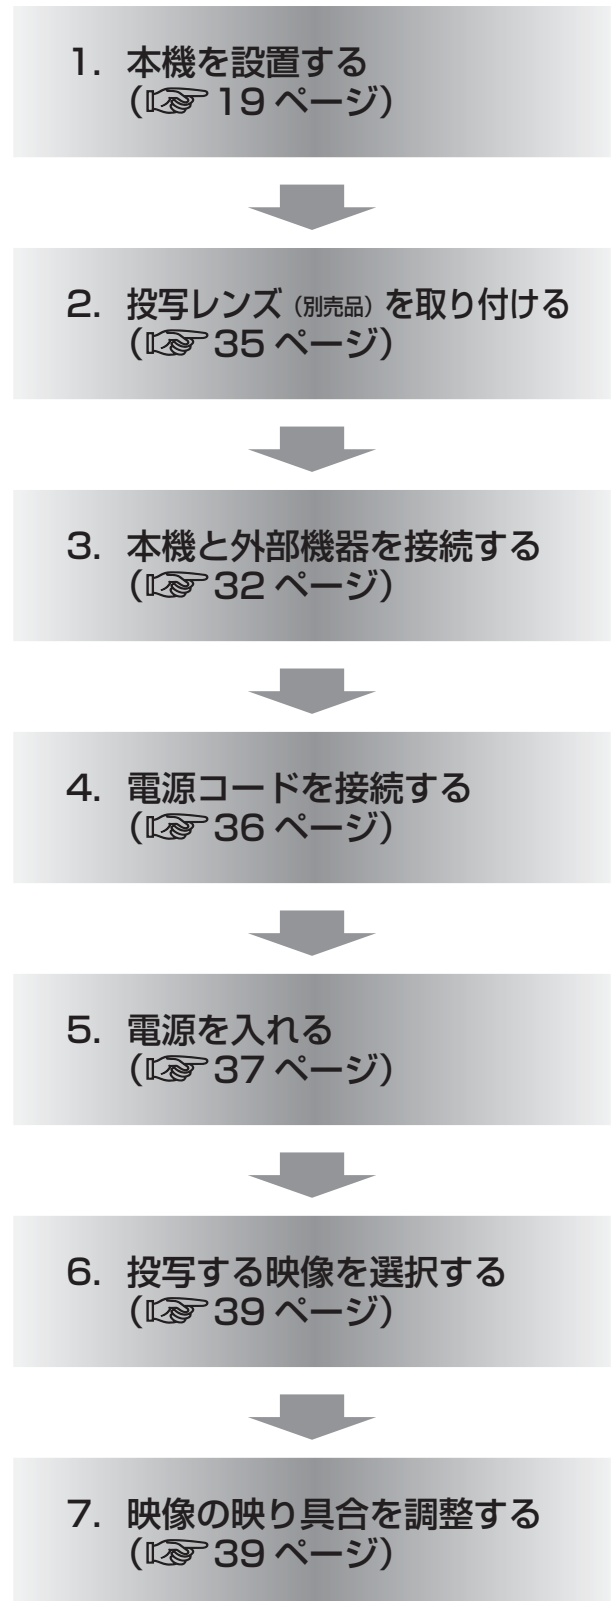 1. 本機を設置する
(☞ 19 ページ)
2. 投写レンズ（別売品）を取り付ける
(☞ 35 ページ)
3. 本機と外部機器を接続する
(☞ 32 ページ)
4. 電源コードを接続する
(☞ 36 ページ)
5. 電源を入れる
(☞ 37 ページ)
6. 投写する映像を選択する
(☞ 39 ページ)
7. 映像の映り具合を調整する
(☞ 39 ページ)